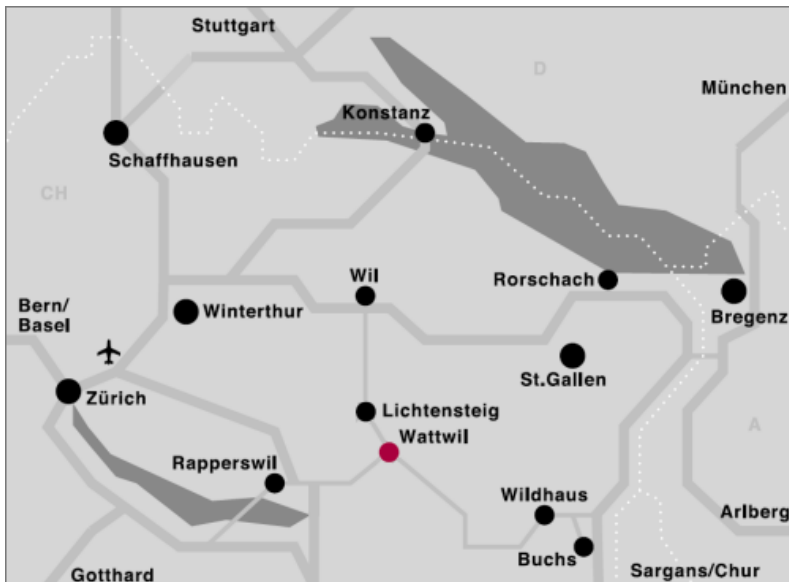 Stuttgart
D
München
Konstanz
Schaffhausen
CH
Wil
Rorschach
Bern/
Basel
Winterthur
Bregenz
St.Gallen
Zürich
Lichtensteig
A
Wattwil
Rapperswil
Wildhaus
Arlberg
Buchs
Gotthard
Sargans/Chur